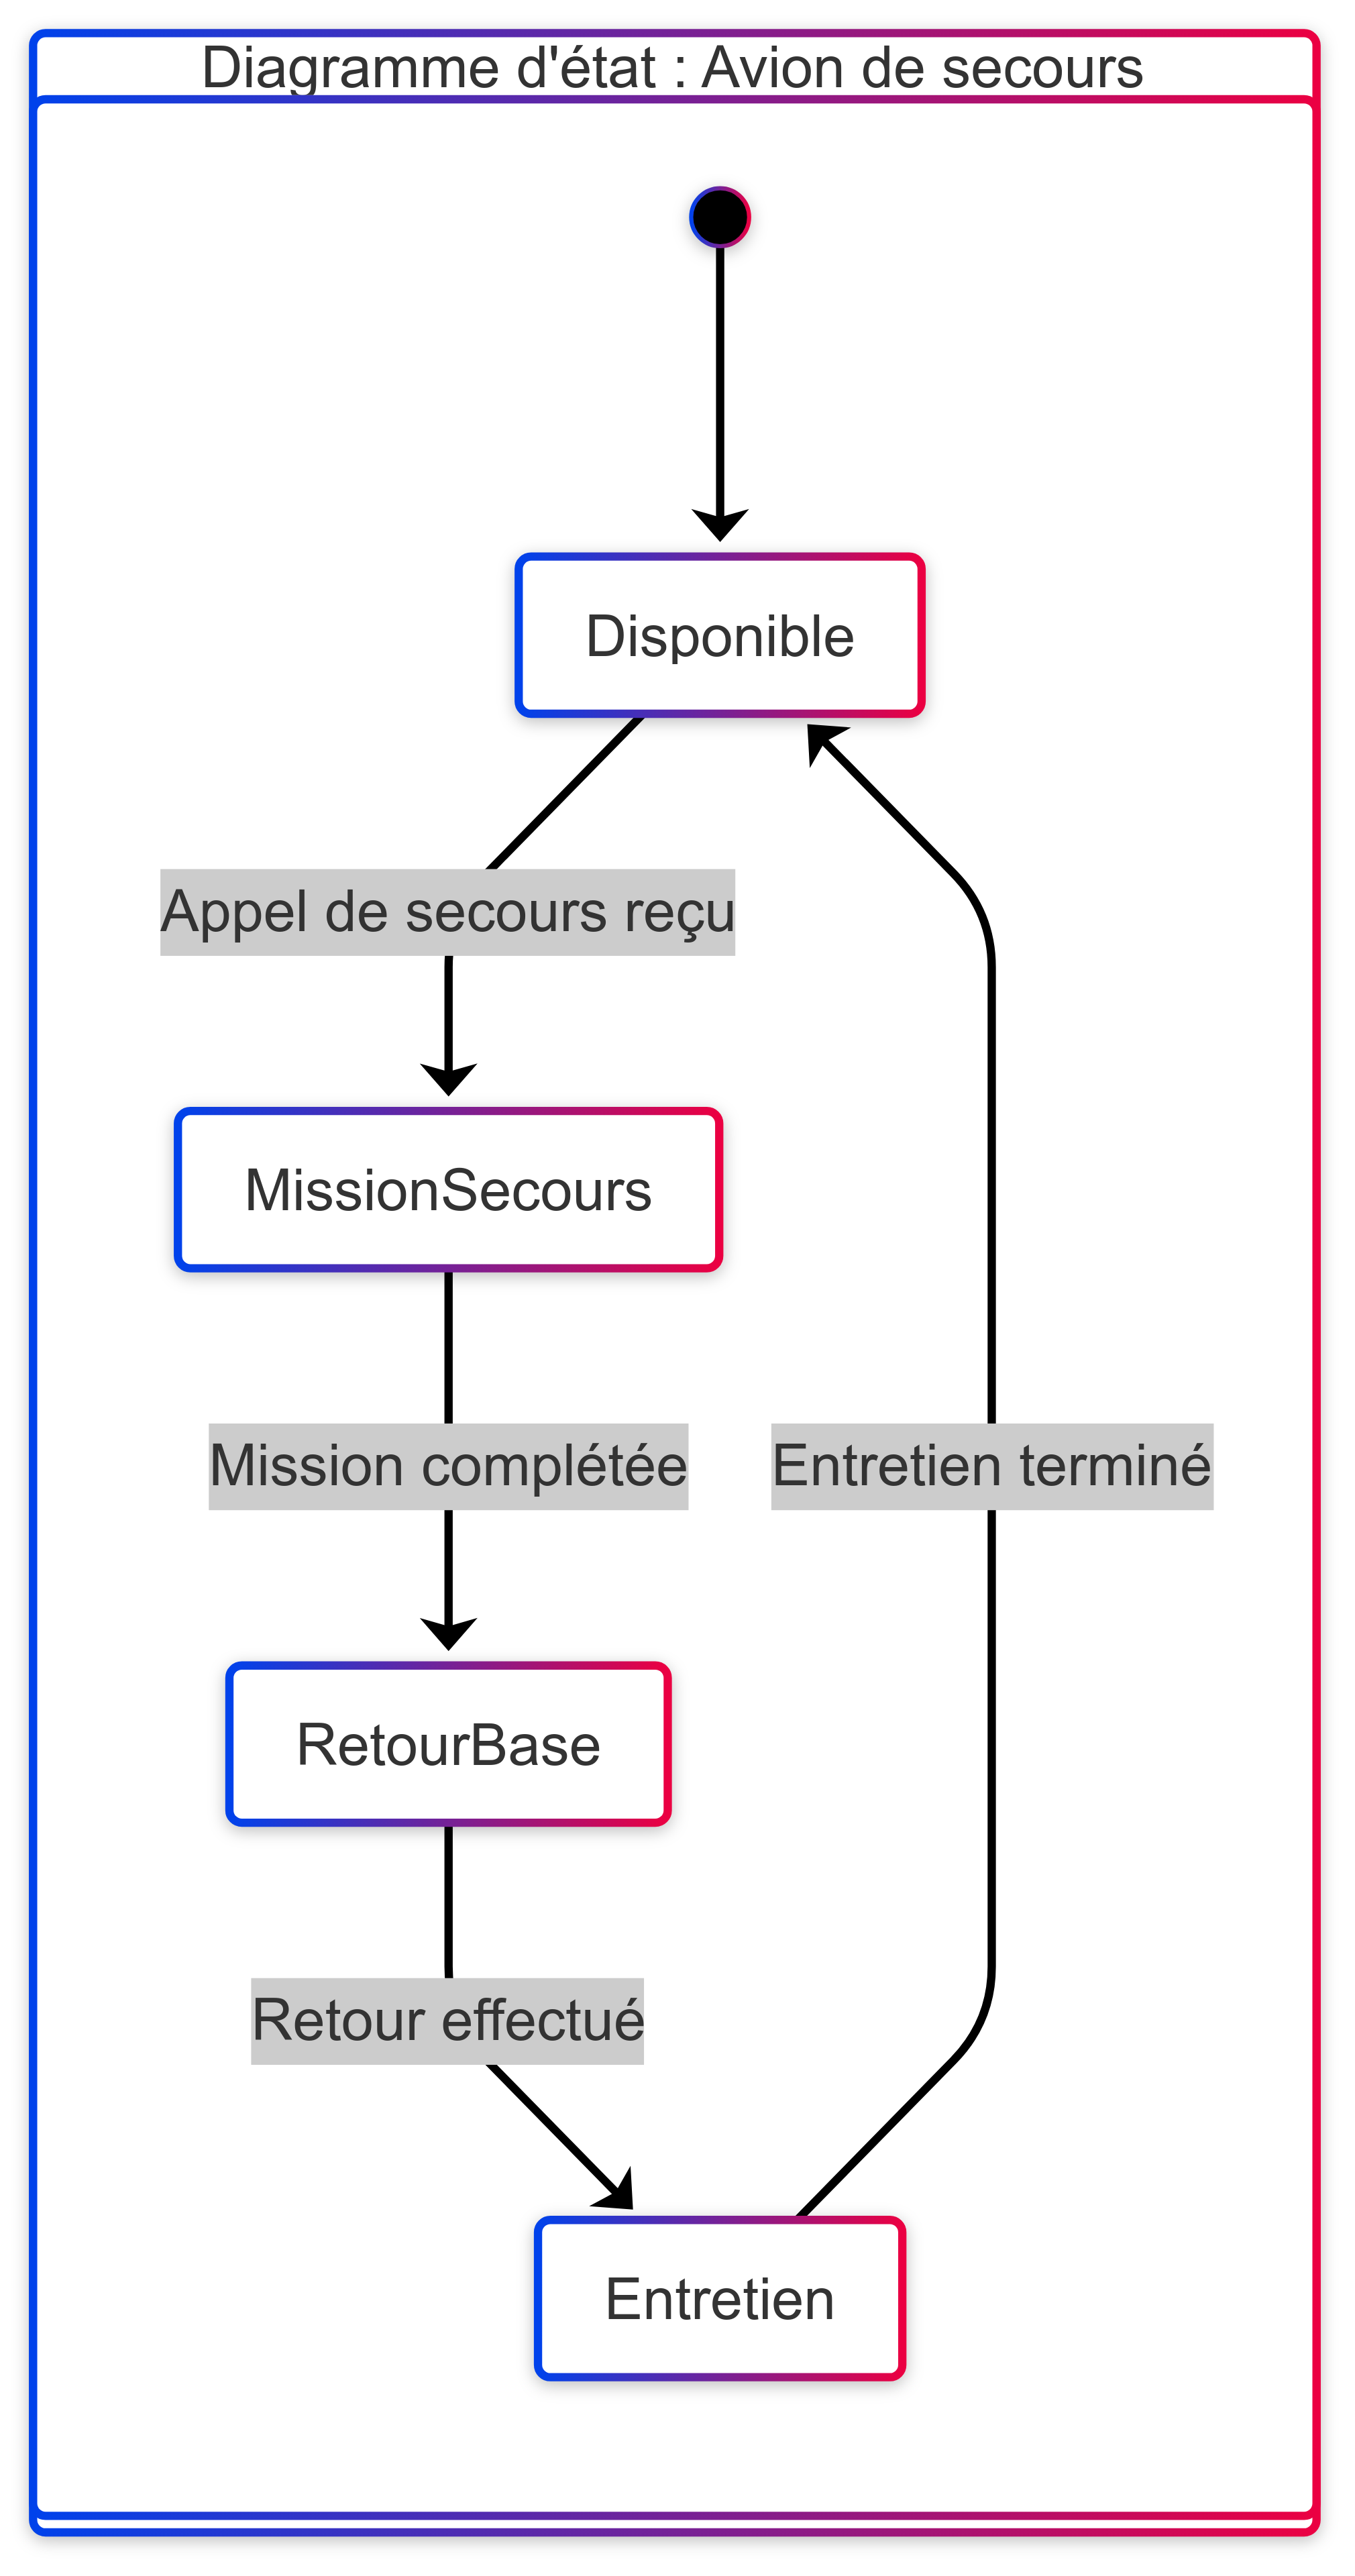 Diagramme d'état : Avion de secours
Disponible
Appel de secours reçu
MissionSecours
Mission complétée
Entretien terminé
RetourBase
Retour effectué
Entretien